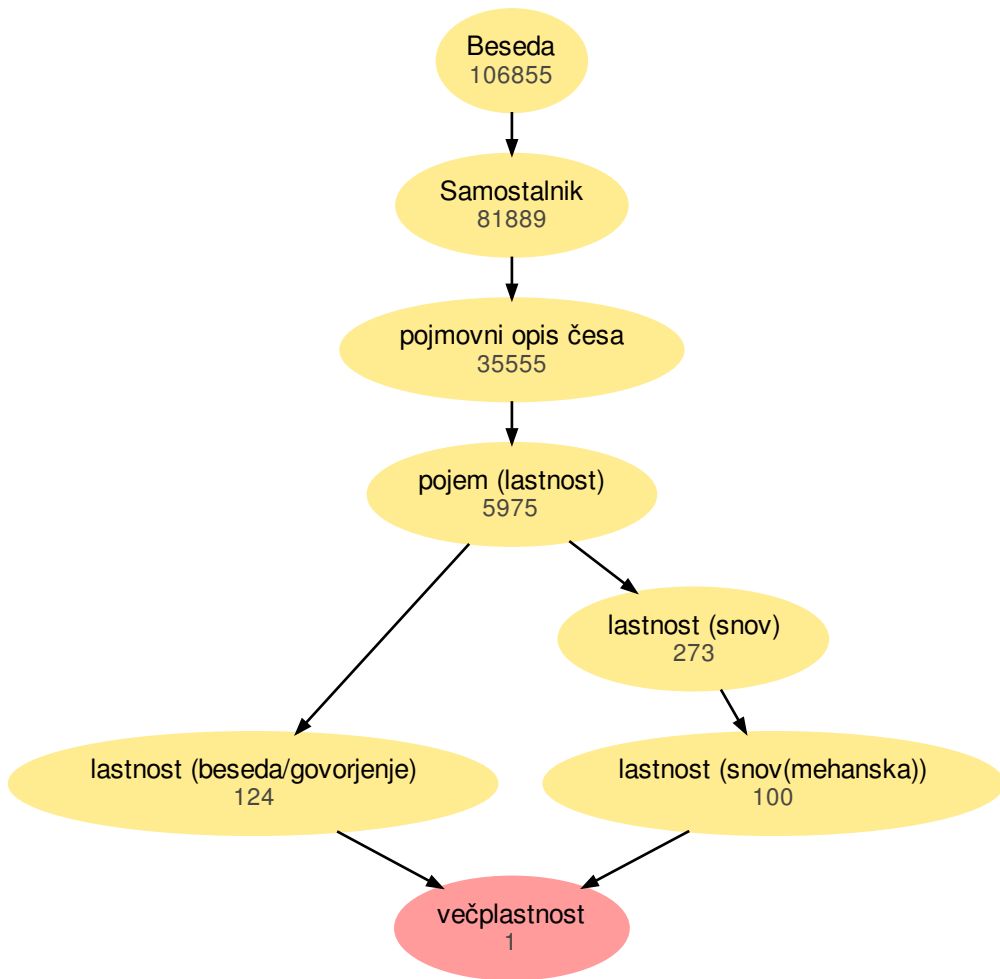 Beseda
106855
Samostalnik
81889
pojmovni opis česa
35555
pojem (lastnost)
5975
lastnost (snov)
273
lastnost (beseda/govorjenje)
124
lastnost (snov(mehanska))
100
večplastnost
1